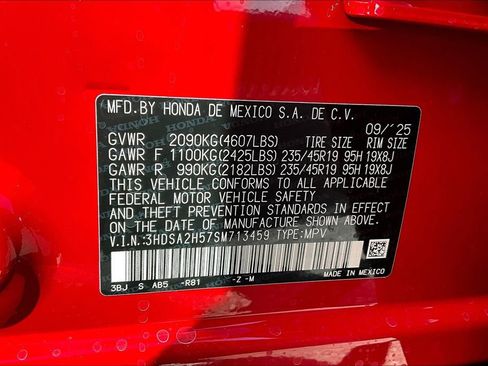 MFD.BY HONDA DE MEXICO S.A. DE C.V.
09/'25
GVWR 2090KG(4607LBS) TIRE SIZE RIM SIZE
GAWR F 1100KG(2425LBS) 235/45R19 95H 19X8J
GAWR R 990KG(2182LBS) 235/45R19 95H 19X8J
THIS VEHICLE CONFORMS TO ALL APPLICABLE
FEDERAL MOTOR VEHICLE SAFETY
AND THEFT PREVENTION STANDARDS IN EFFECT
ON THE DATE OF MANUFACTURE SHOWN ABOVE.
V.I.N.:3HDSA2H57SM713459 TYPE:MPV
3BJ S AB5 -R81 -Z -M
MADE IN MEXICO